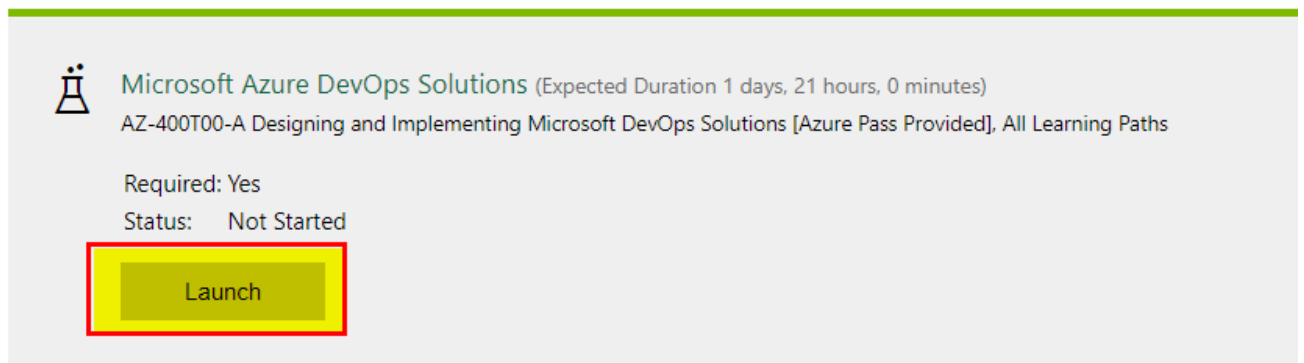 Microsoft Azure DevOps Solutions (Expected Duration 1 days, 21 hours, 0 minutes)
AZ-400T00-A Designing and Implementing Microsoft DevOps Solutions [Azure Pass Provided], All Learning Paths
Required: Yes
Status: Not Started
Launch